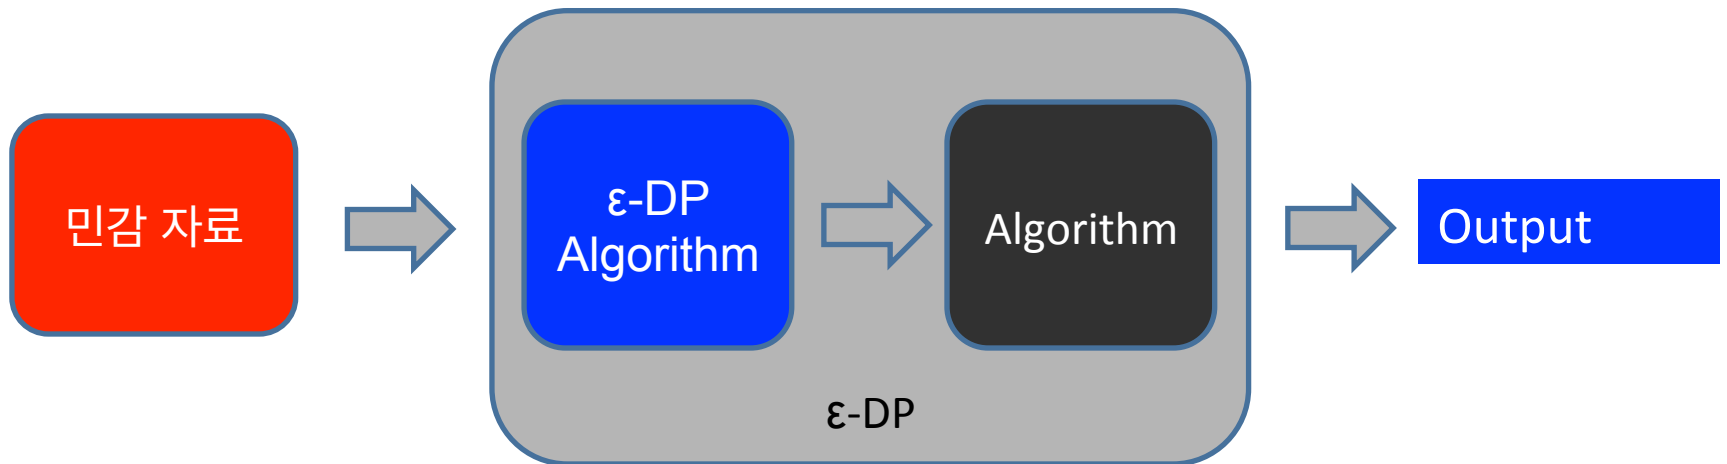 민감 자료
ε-DP
Algorithm
Algorithm
ε-DP
Output